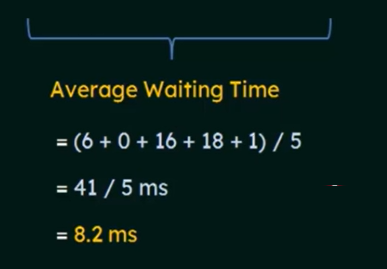 Average Waiting Time
= (6 + 0 + 16 + 18 + 1) / 5
= 41 / 5 ms
= 8.2 ms